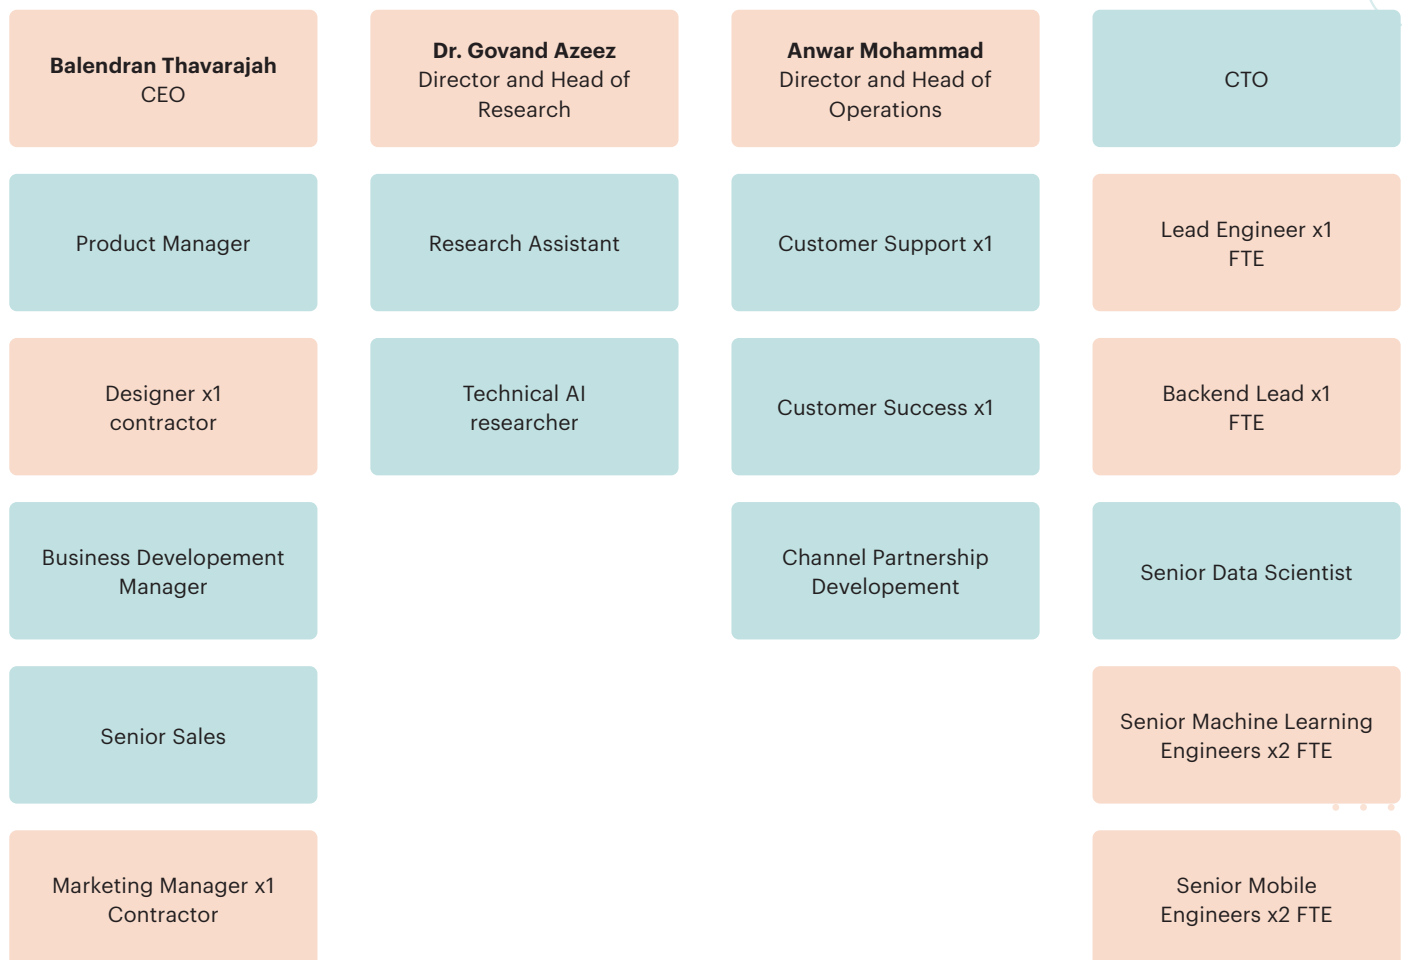 Balendran Thavarajah
CEO
Dr. Govand Azeez
Director and Head of
Research
Anwar Mohammad
Director and Head of
Operations
CTO
Product Manager
Research Assistant
Customer Support x1
Lead Engineer x1
FTE
Designer x1
contractor
Technical AI
researcher
Customer Success x1
Backend Lead x1
FTE
Business Developement
Manager
Channel Partnership
Developement
Senior Data Scientist
Senior Sales
Senior Machine Learning
Engineers x2 FTE
Marketing Manager x1
Contractor
Senior Mobile
Engineers x2 FTE